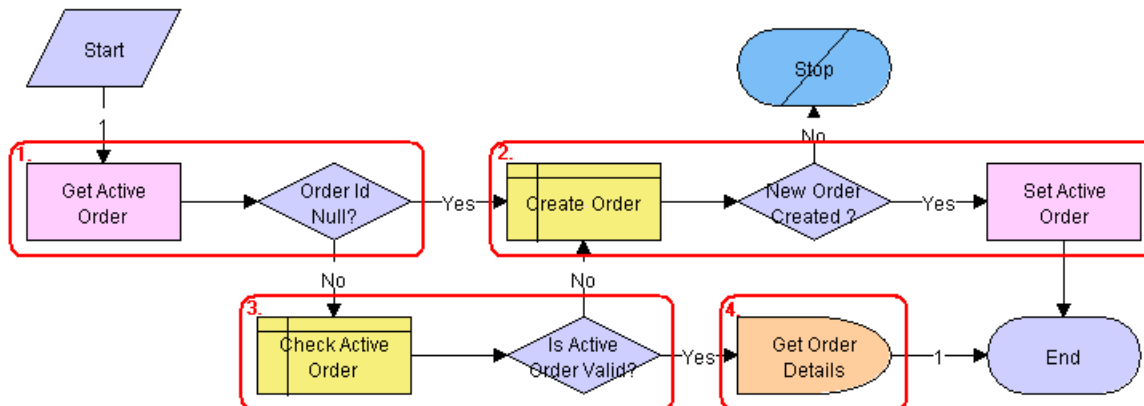 Start
Stop
1
No
1.
2.
Get Active
Order
Order Id
Null?
Yes
Create Order
New Order
Created ?
Yes
Set Active
Order
No
No
3.
4.
Check Active
Order
Is Active
Order Valid?
Yes
Get Order
Details
1
End